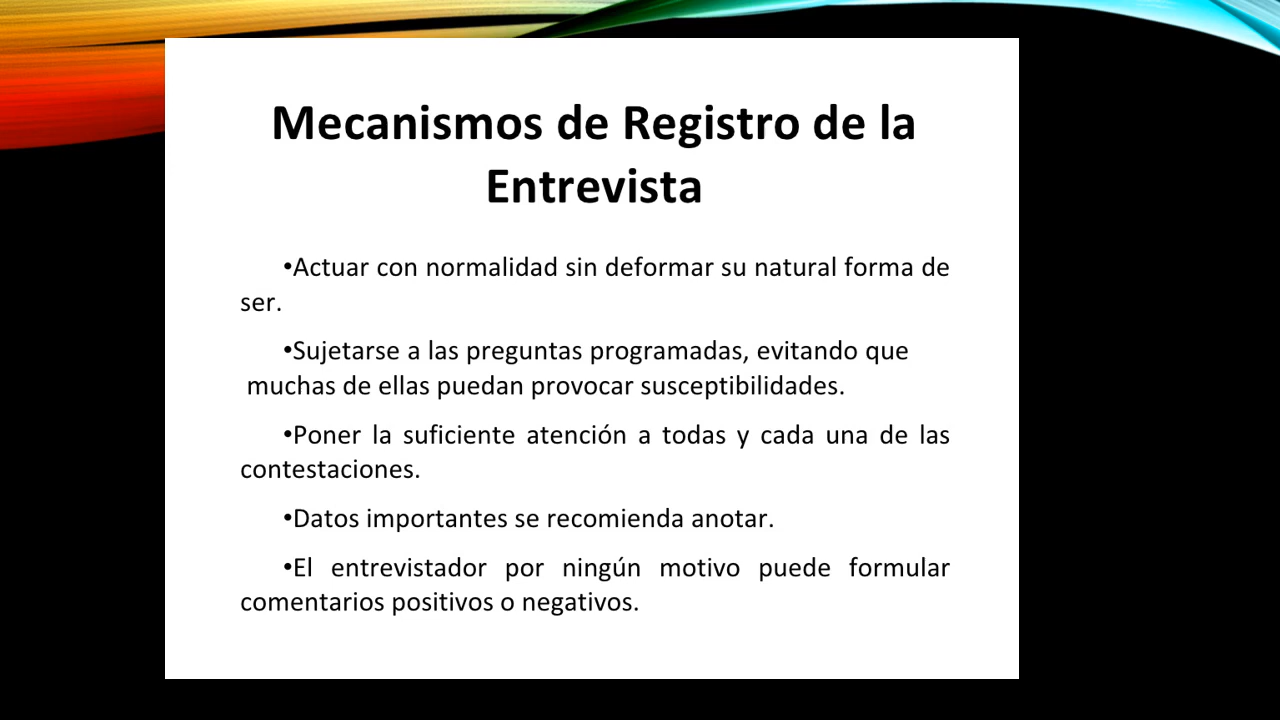 Mecanismos de Registro de la
Entrevista
•Actuar con normalidad sin deformar su natural forma de
ser.
•Sujetarse a las preguntas programadas, evitando que
muchas de ellas puedan provocar susceptibilidades.
•Poner la suficiente atención a todas y cada una de las
contestaciones.
•Datos importantes se recomienda anotar.
•El entrevistador por ningún motivo puede formular
comentarios positivos o negativos.